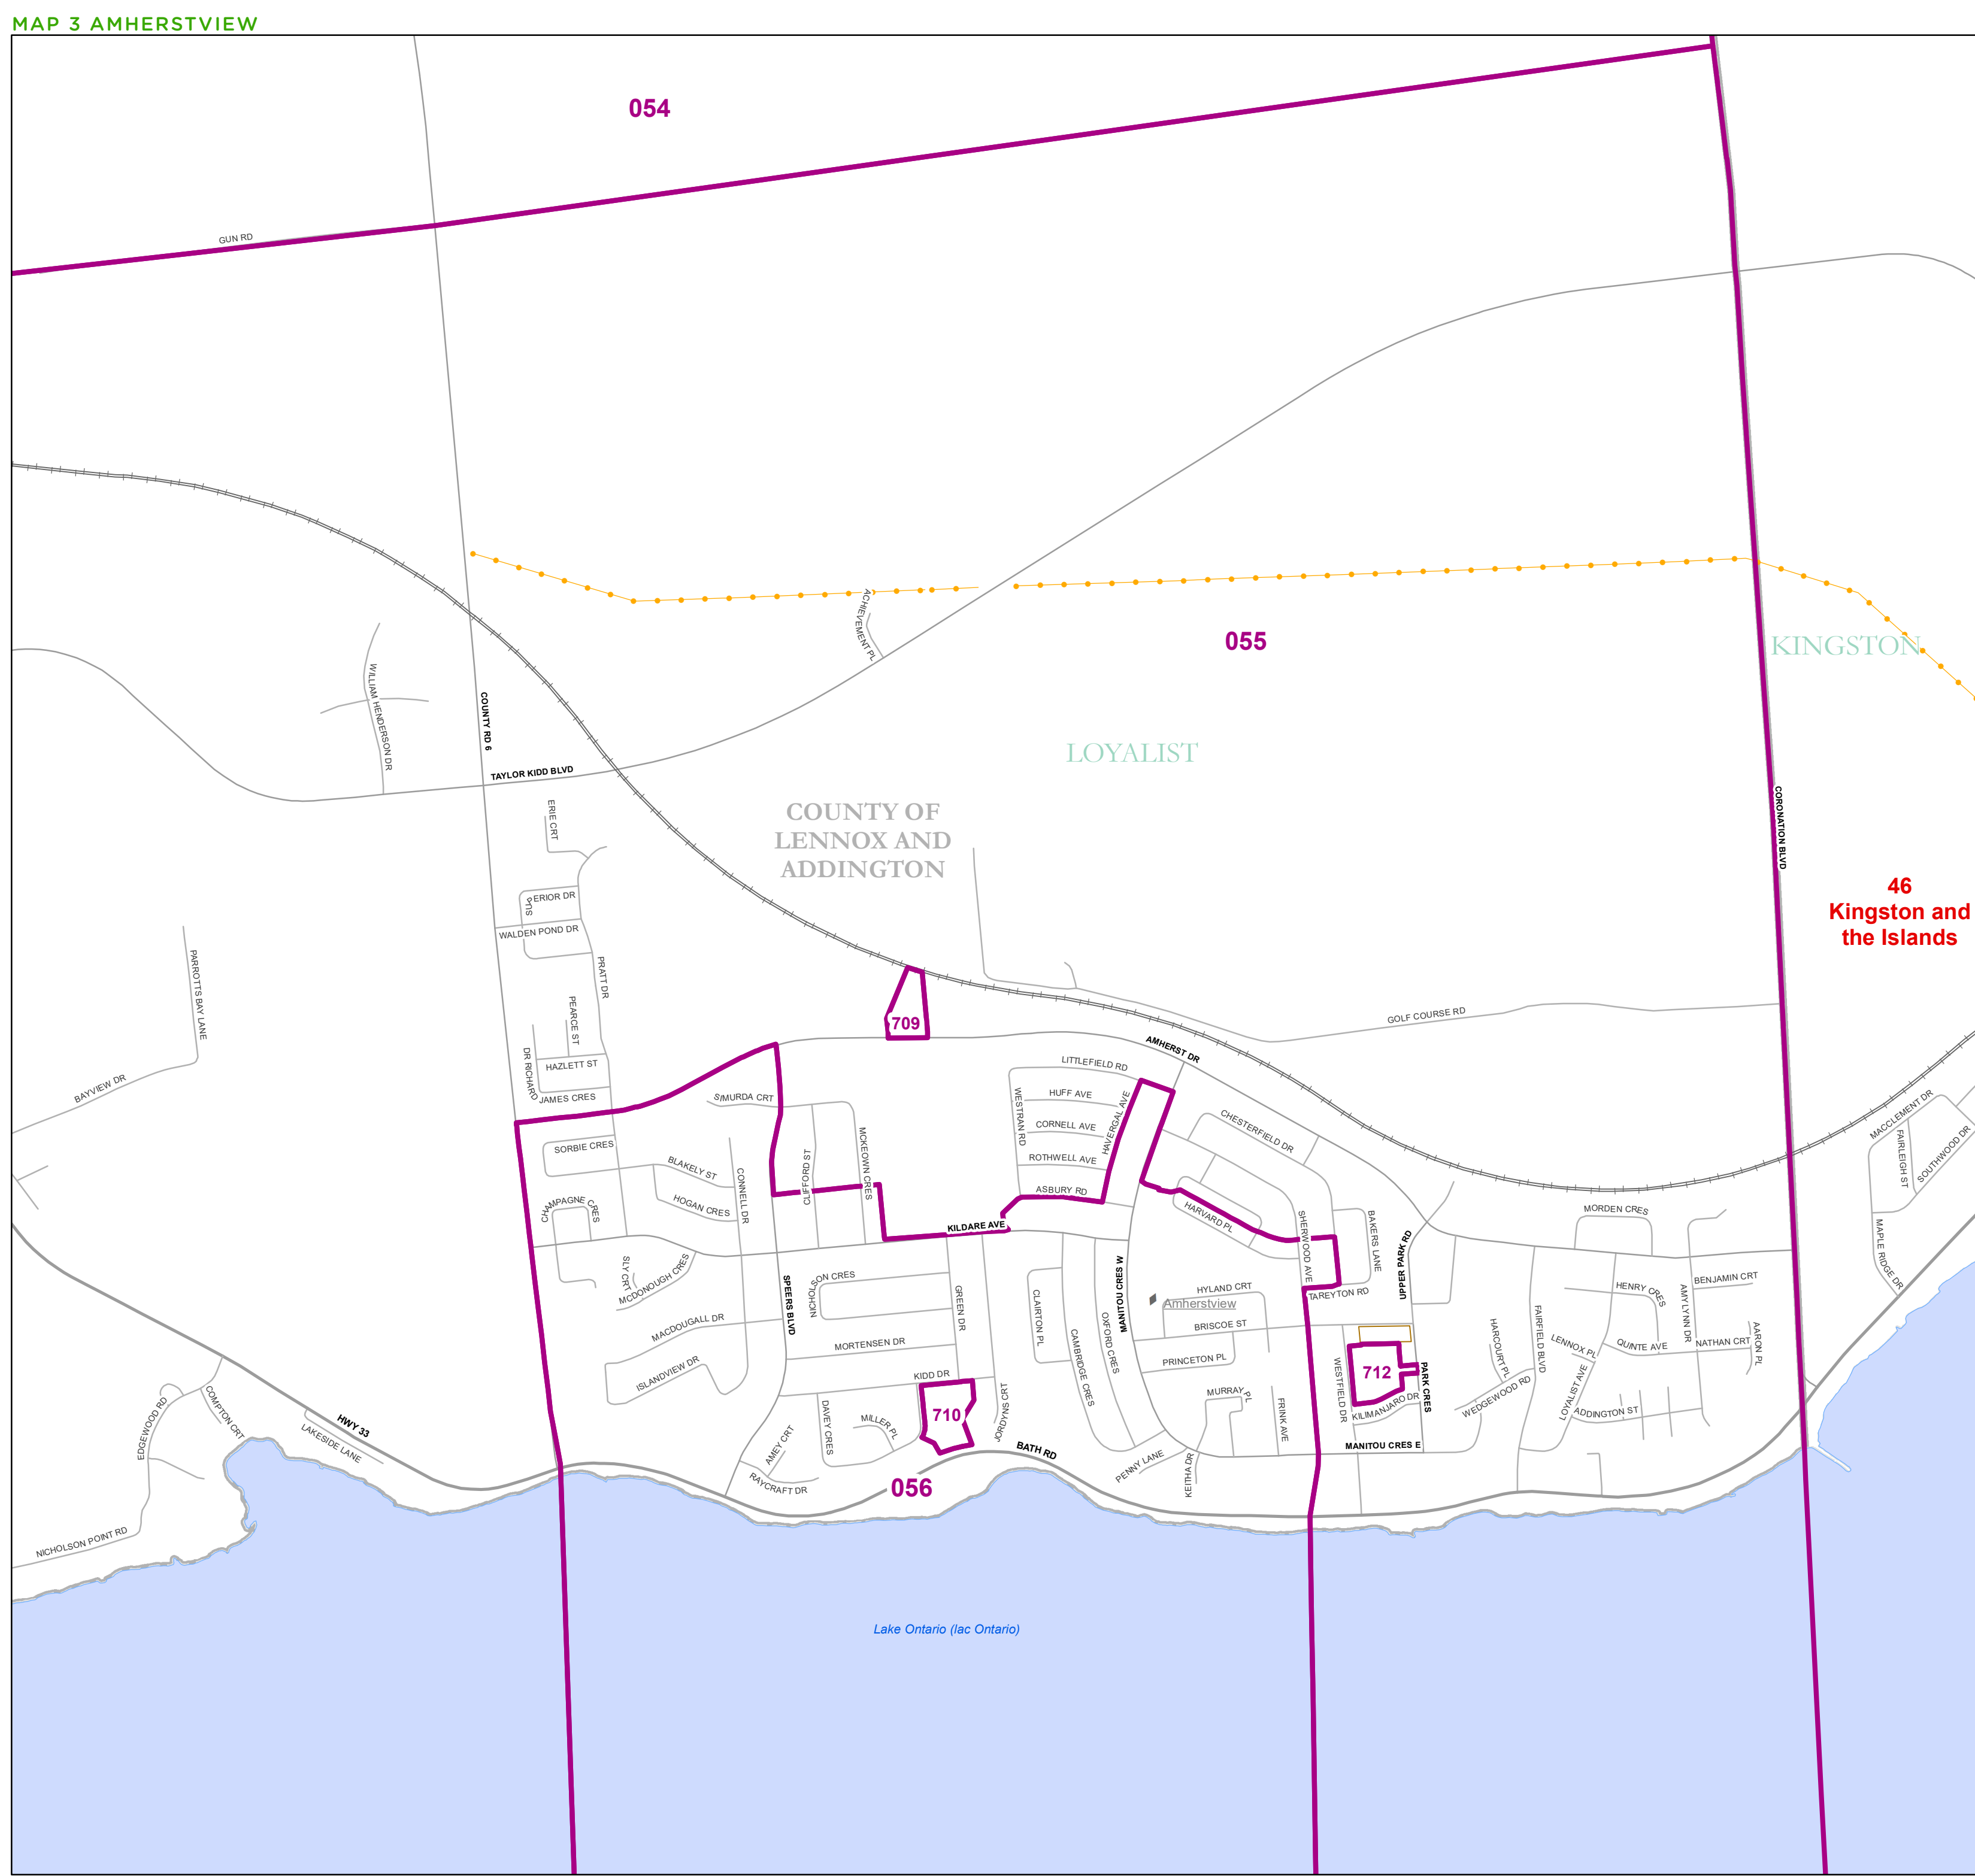 MAP 3 AMHERSTVIEW
054
GUN RD
ACHIEVEMENT PL
055
KINGSTON
WILLIAM HENDERSON DR
COUNTY RD 6
LOYALIST
TAYLOR KIDD BLVD
COUNTY OF
LENNOX AND
ADDINGTON
CORONATION BLVD
ERIE CRT
46
Kingston and
the Islands
SUPERIOR DR
WALDEN POND DR
PARROTTS BAY LANE
PRATT DR
PEARCE ST
709
GOLF COURSE RD
AMHERST DR
DR RICHARD
JAMES CRES
HAZLETT ST
BAYVIEW DR
LITTLEFIELD RD
HUFF AVE
WESTRAN RD
CORNELL AVE
HAVERGAL AVE
ROTHWELL AVE
ASBURY RD
SIMURDA CRT
CLIFFORD ST
MCKEOWN CRES
CHESTERFIELD DR
MACCLEMENT DR
FAIRLEIGH ST
SOUTHWOOD DR
SORBIE CRES
BLAKELY ST
HOGAN CRES
CONNELL DR
CHAMPAGNE CRES
KILDARE AVE
HARVARD PL
SHERWOOD AVE
BAKERS LANE
UPPER PARK RD
MORDEN CRES
MAPLE RIDGE DR
SLY CRT
MCDONOUGH CRES
SPEERS BLVD
NICHOLSON CRES
GREEN DR
CLAIRTON PL
CAMBRIDGE CRES
OXFORD CRES
MANITOU CRES W
HYLAND CRT
Amherstview
TAREYTON RD
BRISCOE ST
HENRY CRES
BENJAMIN CRT
AMY LYNN DR
FAIRFIELD BLVD
MACDOUGALL DR
MORTENSEN DR
ISLANDVIEW DR
KIDD DR
PRINCETON PL
WESTFIELD DR
712
PARK CRES
HARCOURT PL
LENNOX PL
QUINTE AVE
NATHAN CRT
AARON PL
MURRAY PL
FRINK AVE
KILIMANJARO DR
WEDGEWOOD RD
LOYALIST AVE
ADDINGTON ST
710
JORDYNS CRT
DAVEY CRES
MILLER PL
AMEY CRT
RAYCRAFT DR
BATH RD
PENNY LANE
KEITHA DR
MANITOU CRES E
EDGEWOOD RD
COMPTON CRT
LAKESIDE LANE
HWY 33
056
NICHOLSON POINT RD
Lake Ontario (lac Ontario)